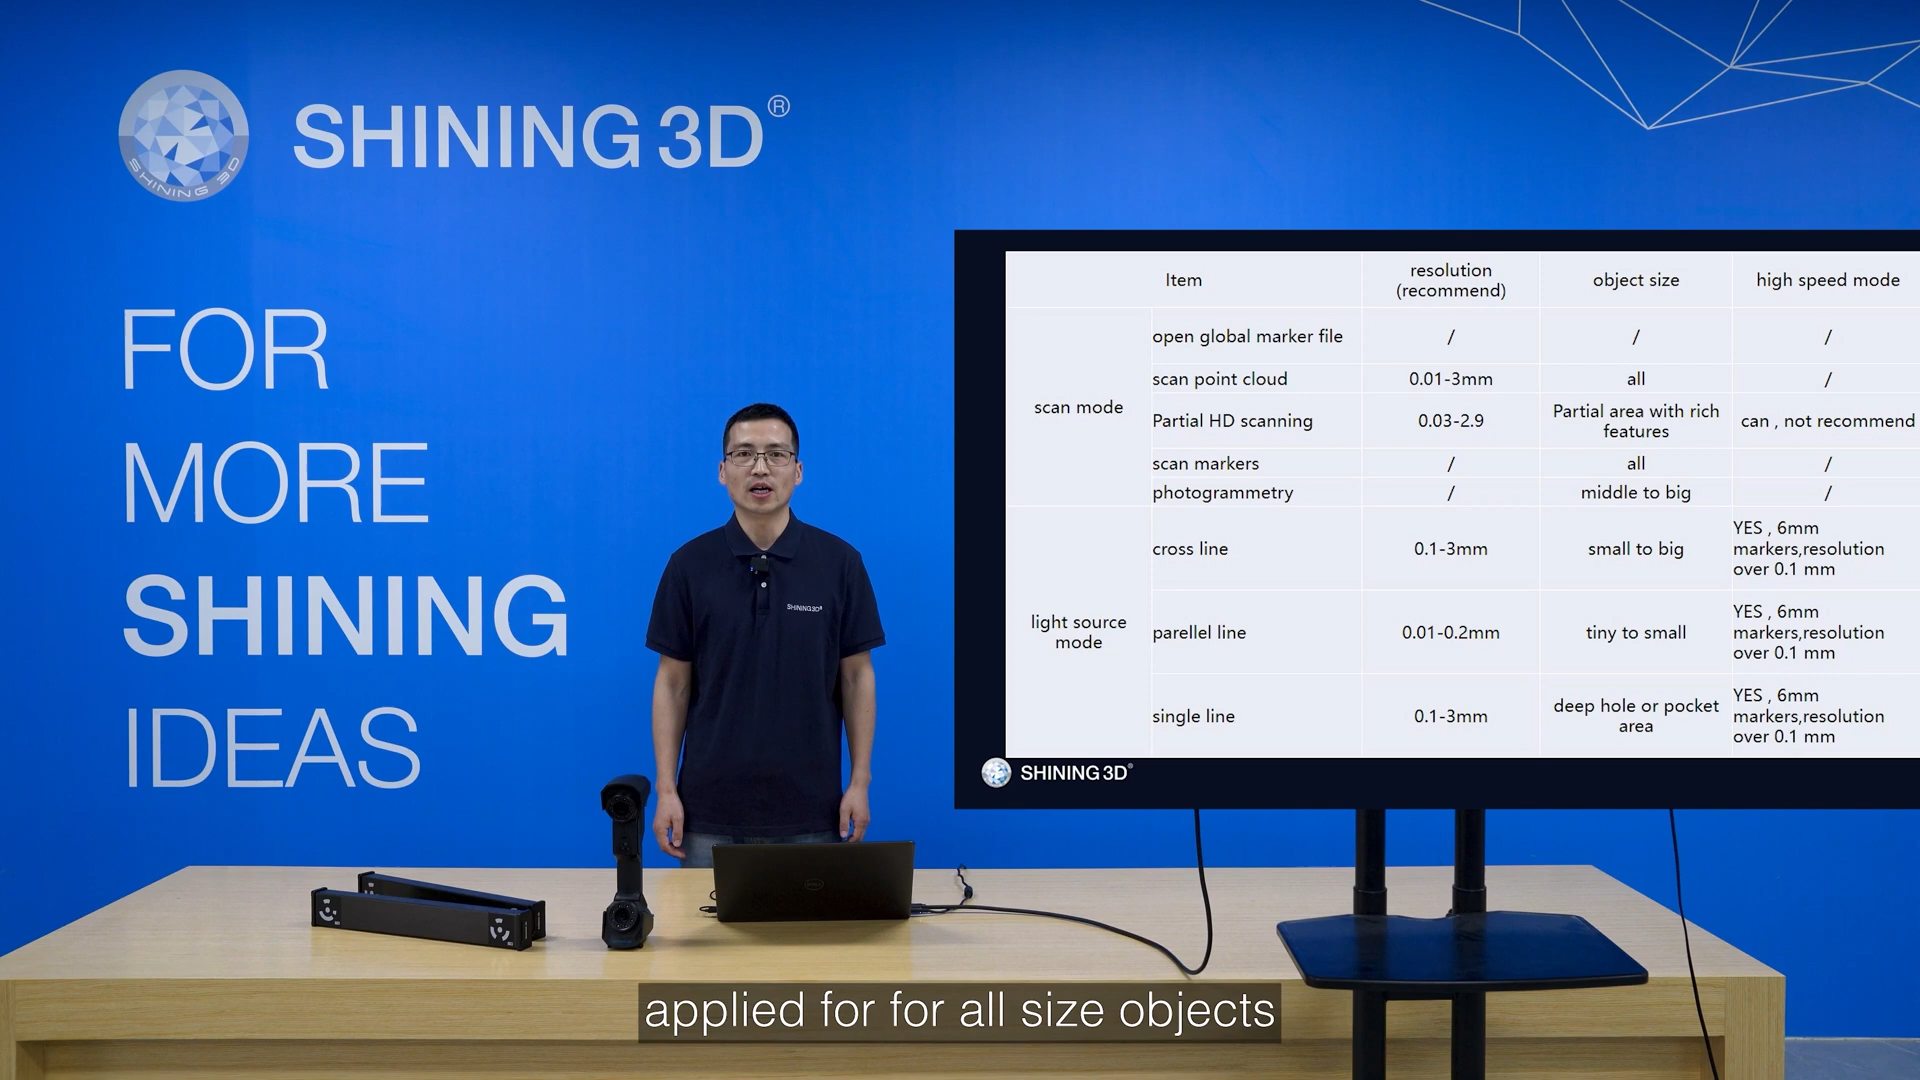 SHINING 3D®
SHINING 3D
FOR
MORE
SHINING
IDEAS
SHINING3D®
Item
resolution
(recommend)
object size
high speed mode
scan mode
open global marker file
/
/
/
scan point cloud
0.01-3mm
all
/
Partial HD scanning
0.03-2.9
Partial area with rich
features
can , not recommend
scan markers
/
all
/
photogrammetry
/
middle to big
/
light source
mode
cross line
0.1-3mm
small to big
YES , 6mm
markers,resolution
over 0.1 mm
parellel line
0.01-0.2mm
tiny to small
YES , 6mm
markers,resolution
over 0.1 mm
single line
0.1-3mm
deep hole or pocket
area
YES , 6mm
markers,resolution
over 0.1 mm
SHINING 3D®
DELL
applied for for all size objects